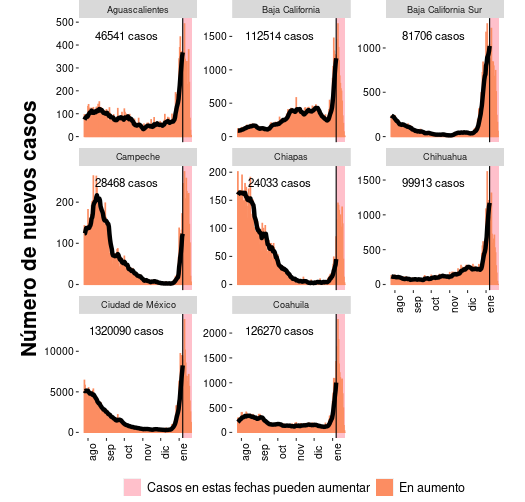 Aguascalientes
Baja California
Baja California Sur
500
400
300
200
100
0
46541 casos
1500
1000
500
0
112514 casos
1000
500
0
81706 casos
Número de nuevos casos
Campeche
Chiapas
Chihuahua
200
100
0
28468 casos
200
150
100
50
0
24033 casos
1500
1000
500
0
99913 casos
ago
sep
oct
nov
dic
ene
Ciudad de México
Coahuila
10000
5000
0
1320090 casos
2000
1500
1000
500
0
126270 casos
ago
sep
oct
nov
dic
ene
ago
sep
oct
nov
dic
ene
Casos en estas fechas pueden aumentar
En aumento